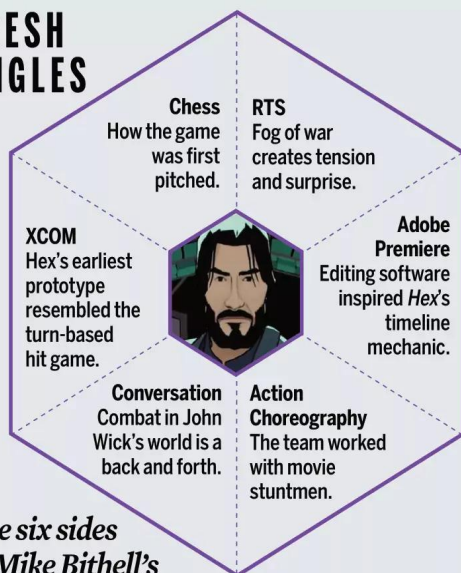 ESH
GLES
Chess
How the game
was first
pitched.
RTS
Fog of war
creates tension
and surprise.
XCOM
Hex's earliest
prototype
resembled the
turn-based
hit game.
Adobe
Premiere
Editing software
inspired Hex's
timeline
mechanic.
Conversation
Combat in John
Wick's world is a
back and forth.
Action
Choreography
The team worked
with movie
stuntmen.
e six sides
Mike Bithell's